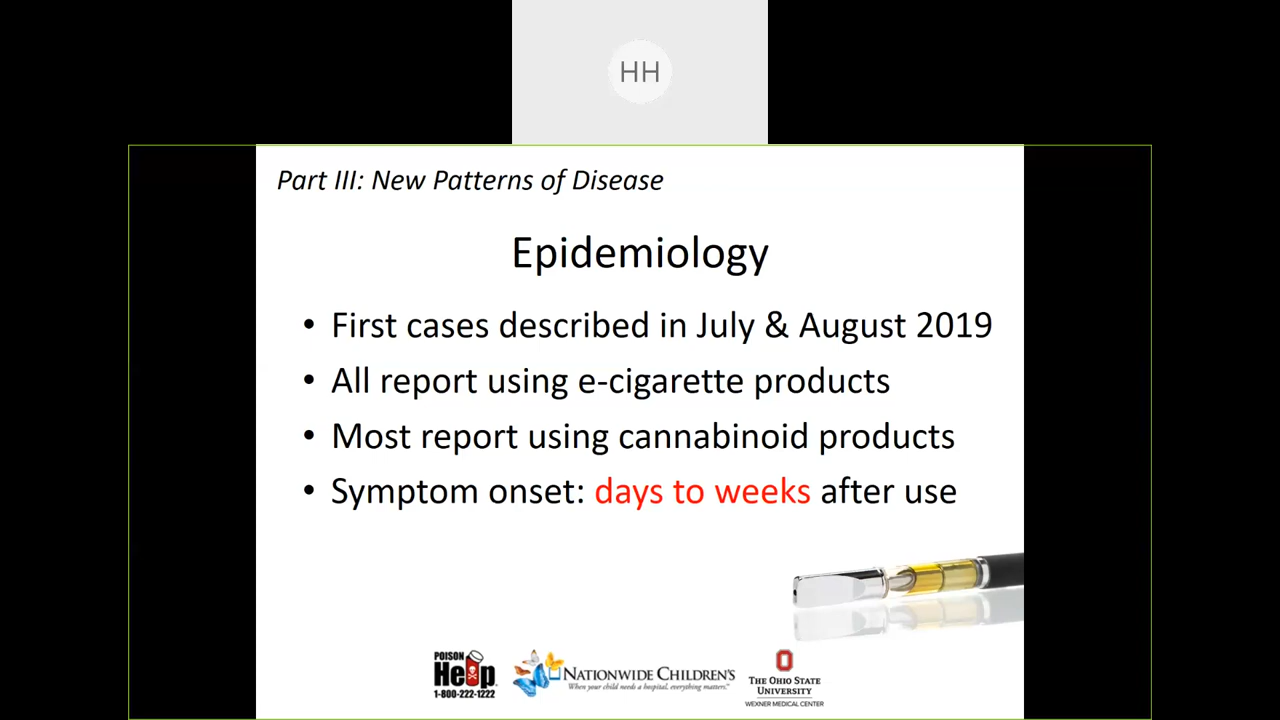 HH
Part III: New Patterns of Disease
Epidemiology
• First cases described in July & August 2019
• All report using e-cigarette products
• Most report using cannabinoid products
• Symptom onset: days to weeks after use
POISON
Help
1-800-222-1222
NATIONWIDE CHILDREN'S
When your child needs a hospital, everything matters.™
THE OHIO STATE
UNIVERSITY
WEXNER MEDICAL CENTER